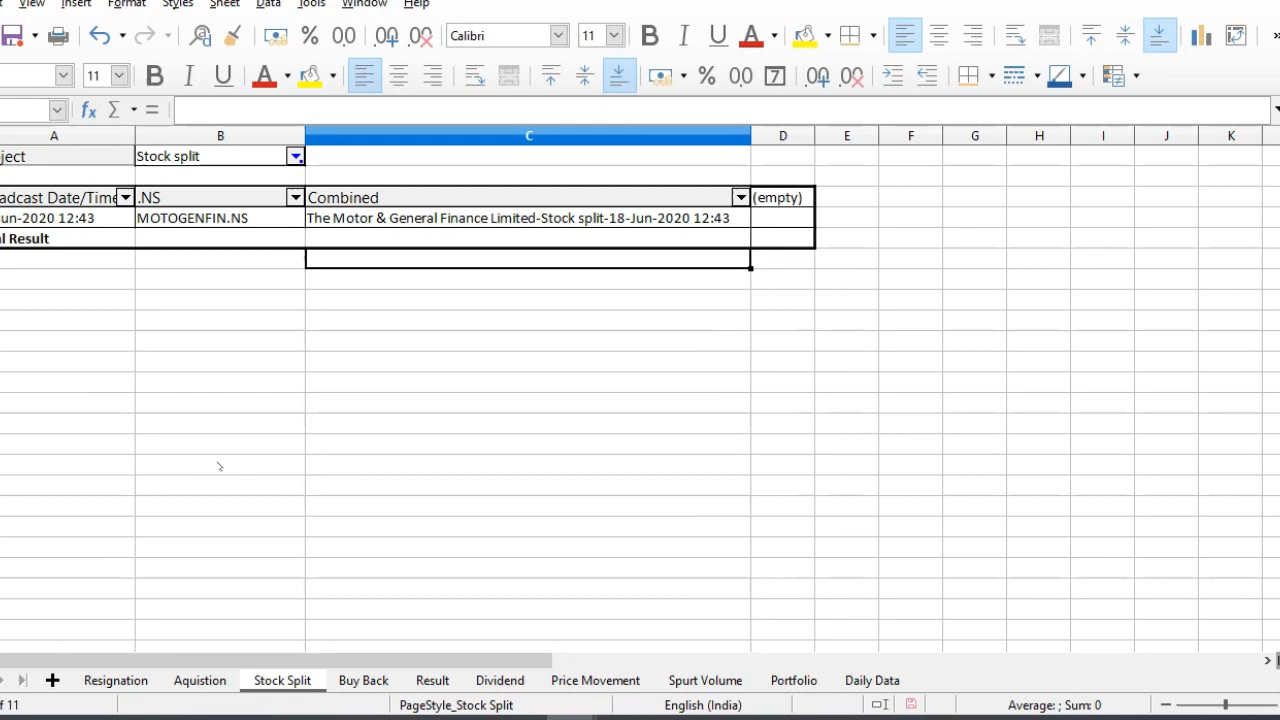 View Insert Format Styles Sheet Data Tools Window Help
Calibri 11
11
A B C D E F G H I J K
ject Stock split
adcast Date/Time .NS Combined (empty)
un-2020 12:43 MOTOGENFIN.NS The Motor & General Finance Limited-Stock split-18-Jun-2020 12:43
al Result
Resignation Aquistion Stock Split Buy Back Result Dividend Price Movement Spurt Volume Portfolio Daily Data
of 11 PageStyle_Stock Split English (India) Average: ; Sum: 0